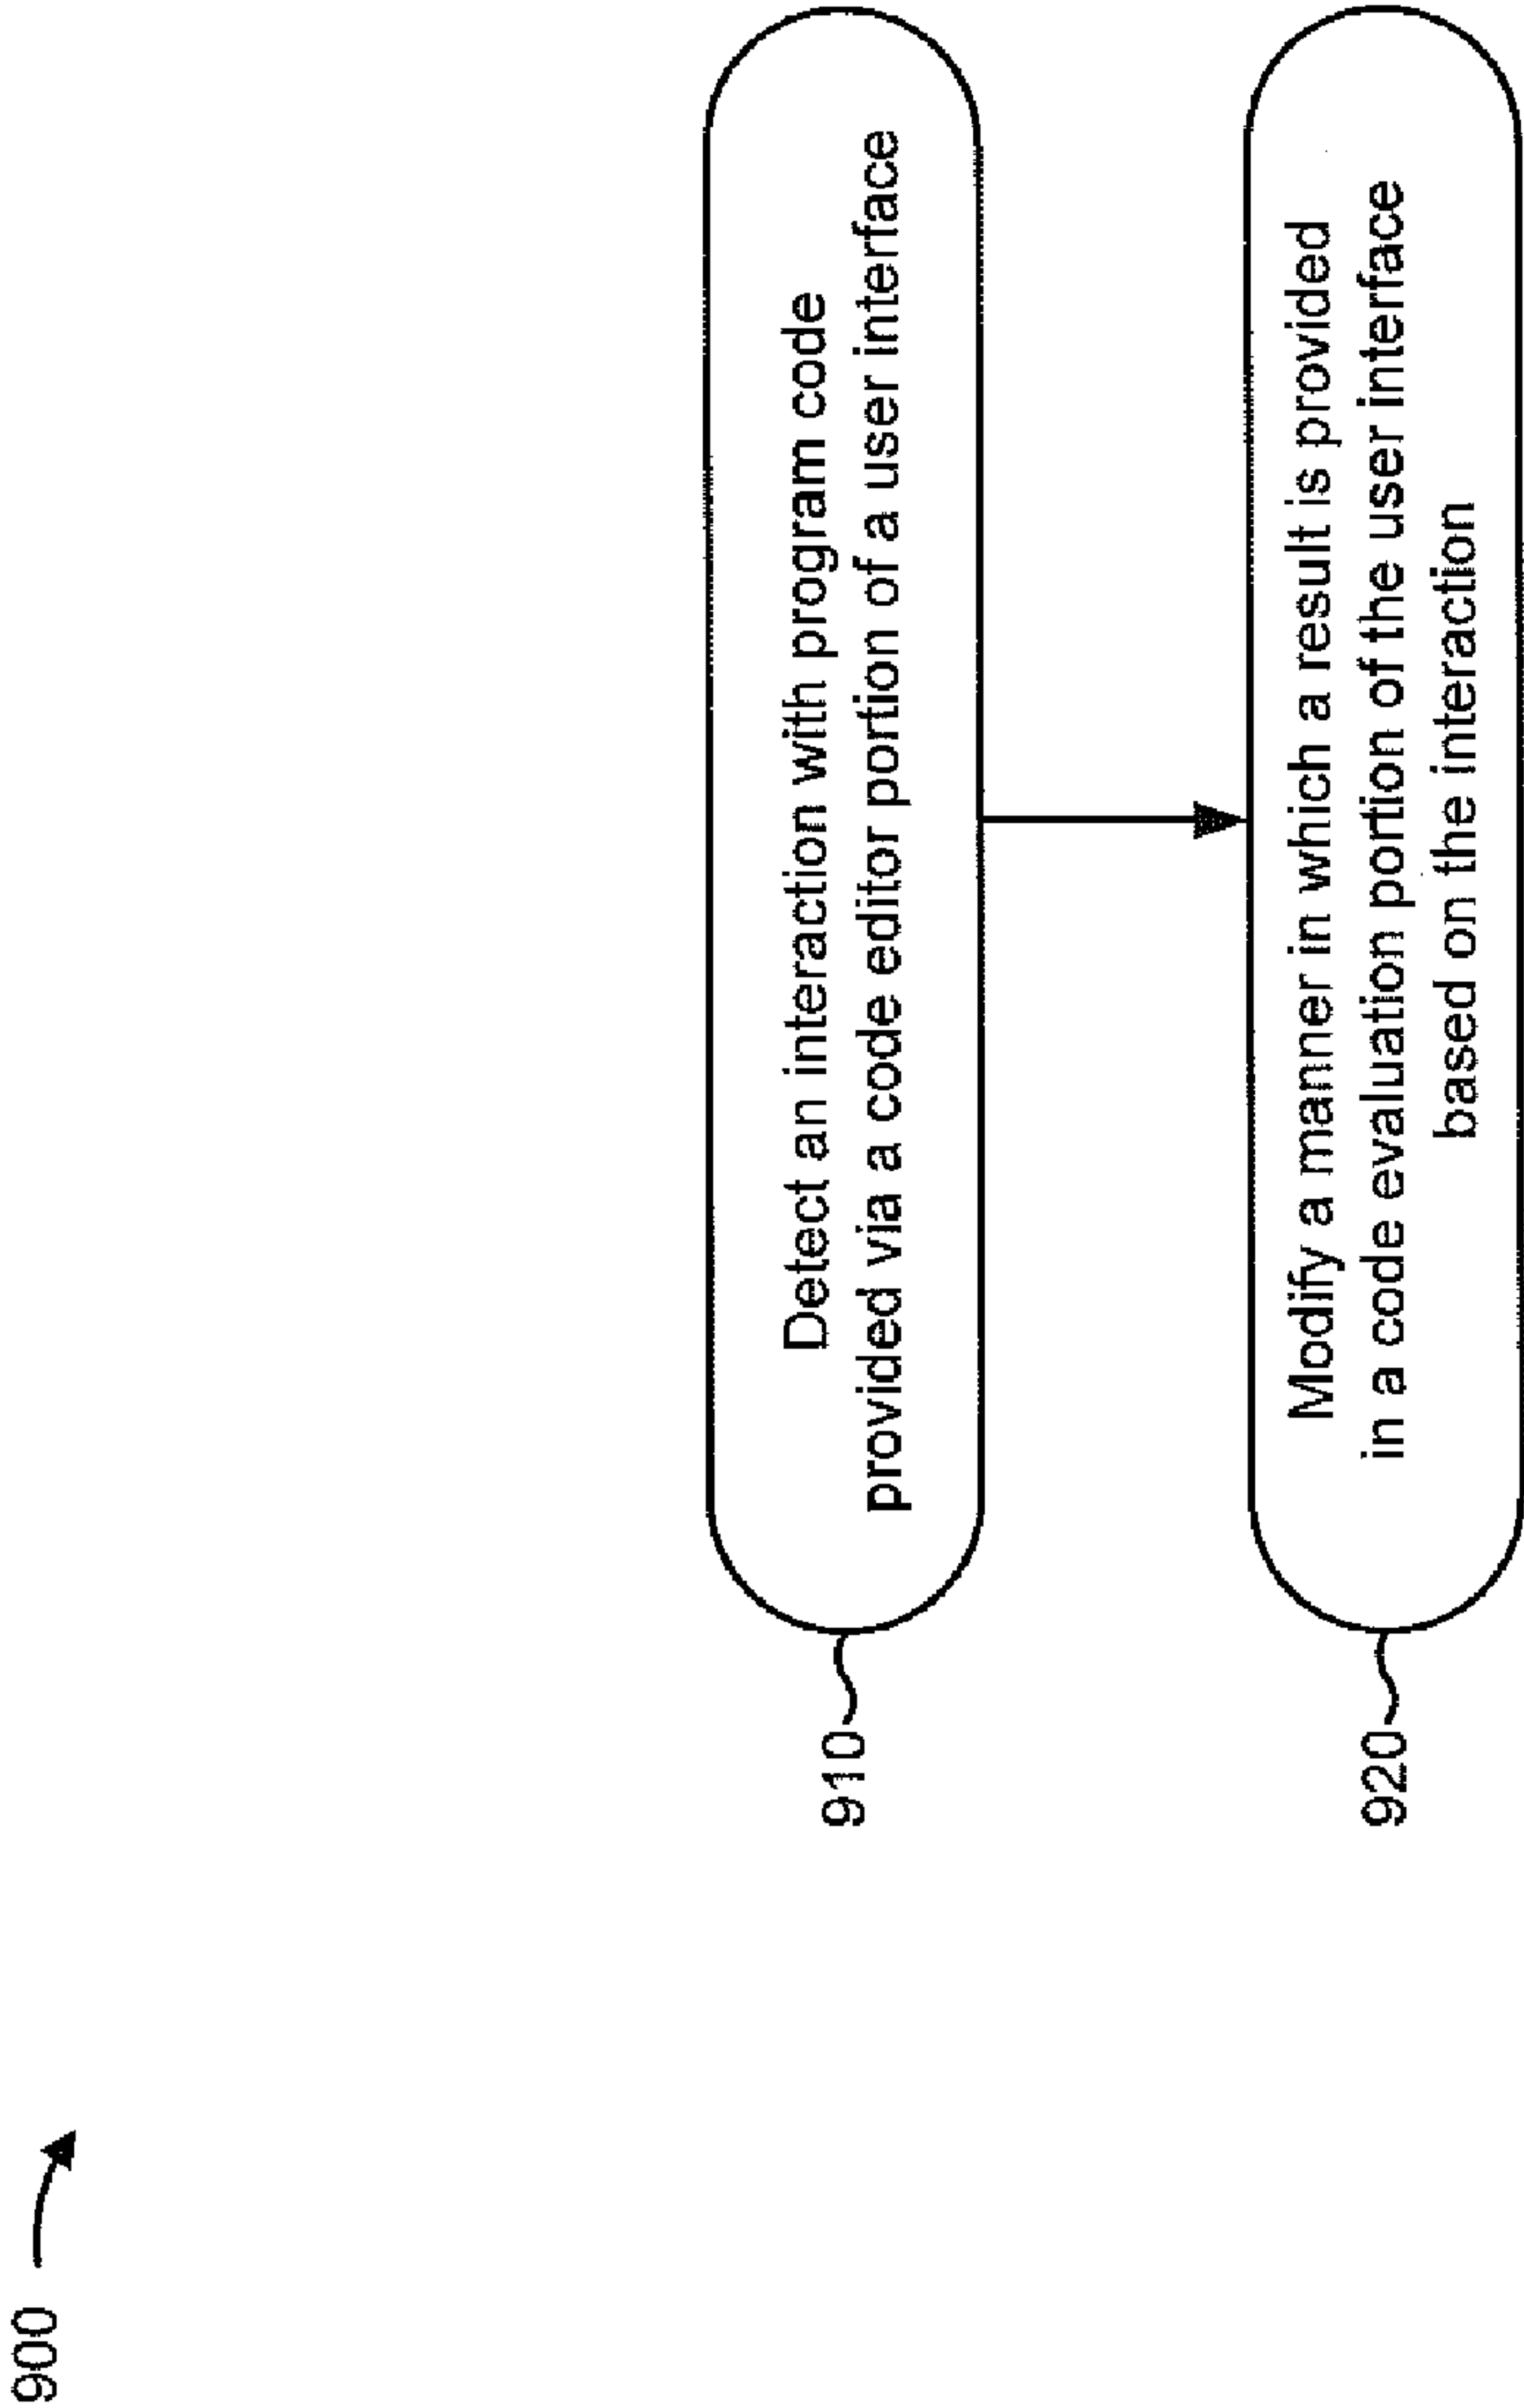 900
910
Detect an interaction with program code
provided via a code editor portion of a user interface
920
Modify a manner in which a result is provided
in a code evaluation portion of the user interface
based on the interaction